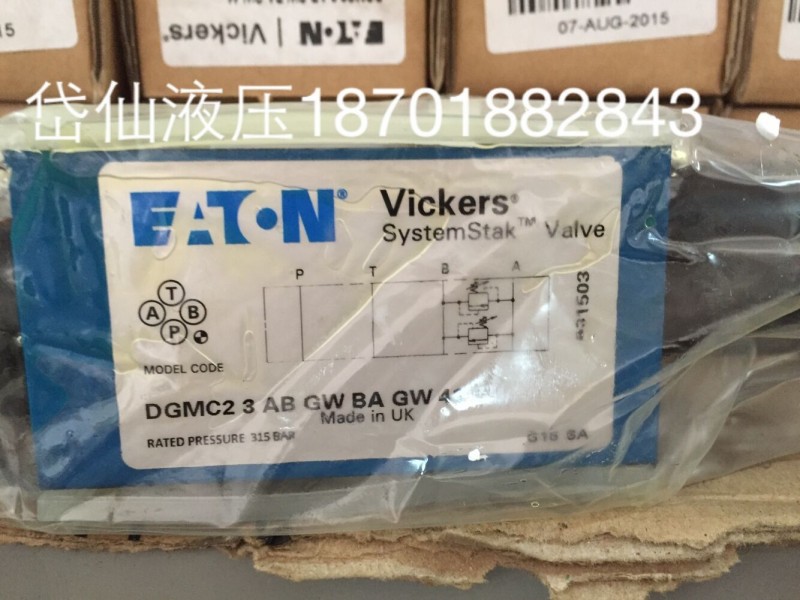 15
Vickers | EATON
07-AUG-2015
岱仙液压18701882843
EATON® Vickers®
SystemStak™ Valve
P T B A
T
A B
P
831503
MODEL CODE
DGMC2 3 AB GW BA GW
Made in UK
RATED PRESSURE 315 BAR